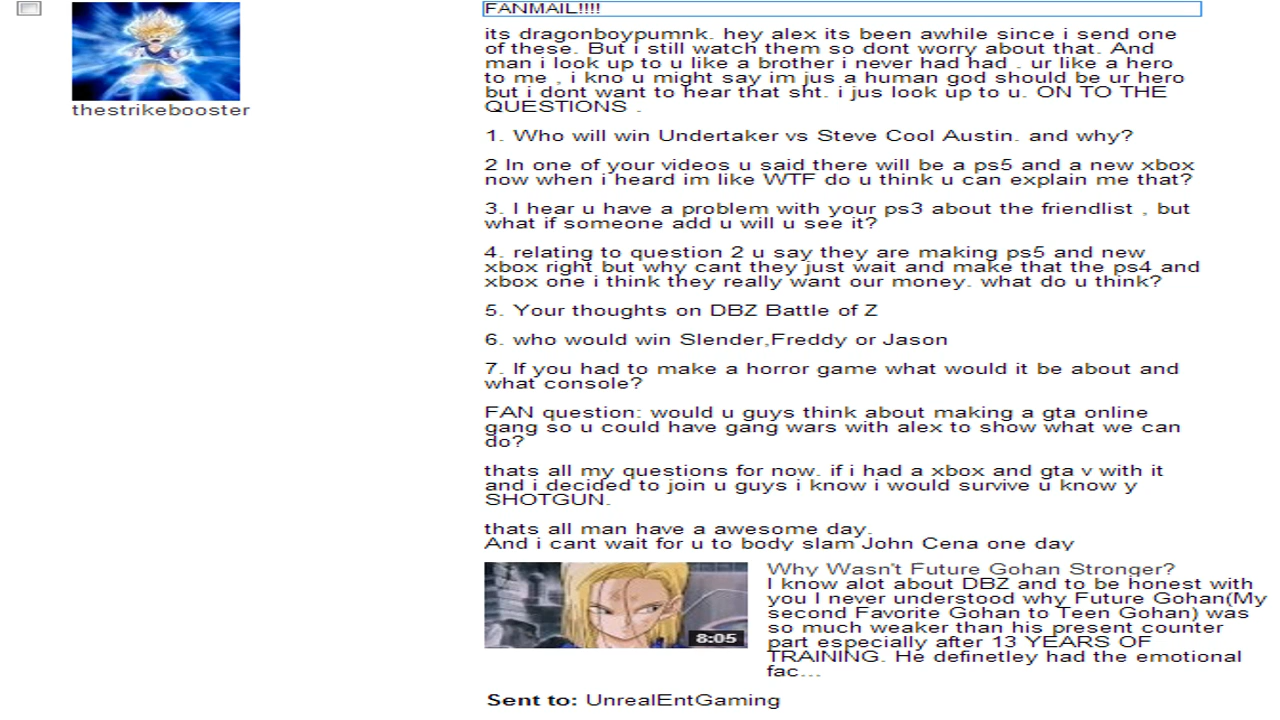 FANMAIL!!!!
its dragonboypumnk. hey alex its been awhile since i send one
of these. But i still watch them so dont worry about that. And
man i look up to u like a brother i never had had . ur like a hero
to me , i kno u might say im jus a human god should be ur hero
but i dont want to hear that sht. i jus look up to u. ON TO THE
QUESTIONS .
thestrikebooster
1. Who will win Undertaker vs Steve Cool Austin. and why?
2 In one of your videos u said there will be a ps5 and a new xbox
now when i heard im like WTF do u think u can explain me that?
3. I hear u have a problem with your ps3 about the friendlist , but
what if someone add u will u see it?
4. relating to question 2 u say they are making ps5 and new
xbox right but why cant they just wait and make that the ps4 and
xbox one i think they really want our money. what do u think?
5. Your thoughts on DBZ Battle of Z
6. who would win Slender,Freddy or Jason
7. If you had to make a horror game what would it be about and
what console?
FAN question: would u guys think about making a gta online
gang so u could have gang wars with alex to show what we can
do?
thats all my questions for now. if i had a xbox and gta v with it
and i decided to join u guys i know i would survive u know y
SHOTGUN.
thats all man have a awesome day.
And i cant wait for u to body slam John Cena one day
8:05
Why Wasn't Future Gohan Stronger?
I know alot about DBZ and to be honest with
you I never understood why Future Gohan(My
second Favorite Gohan to Teen Gohan) was
so much weaker than his present counter
part especially after 13 YEARS OF
TRAINING. He definetley had the emotional
fac...
Sent to: UnrealEntGaming